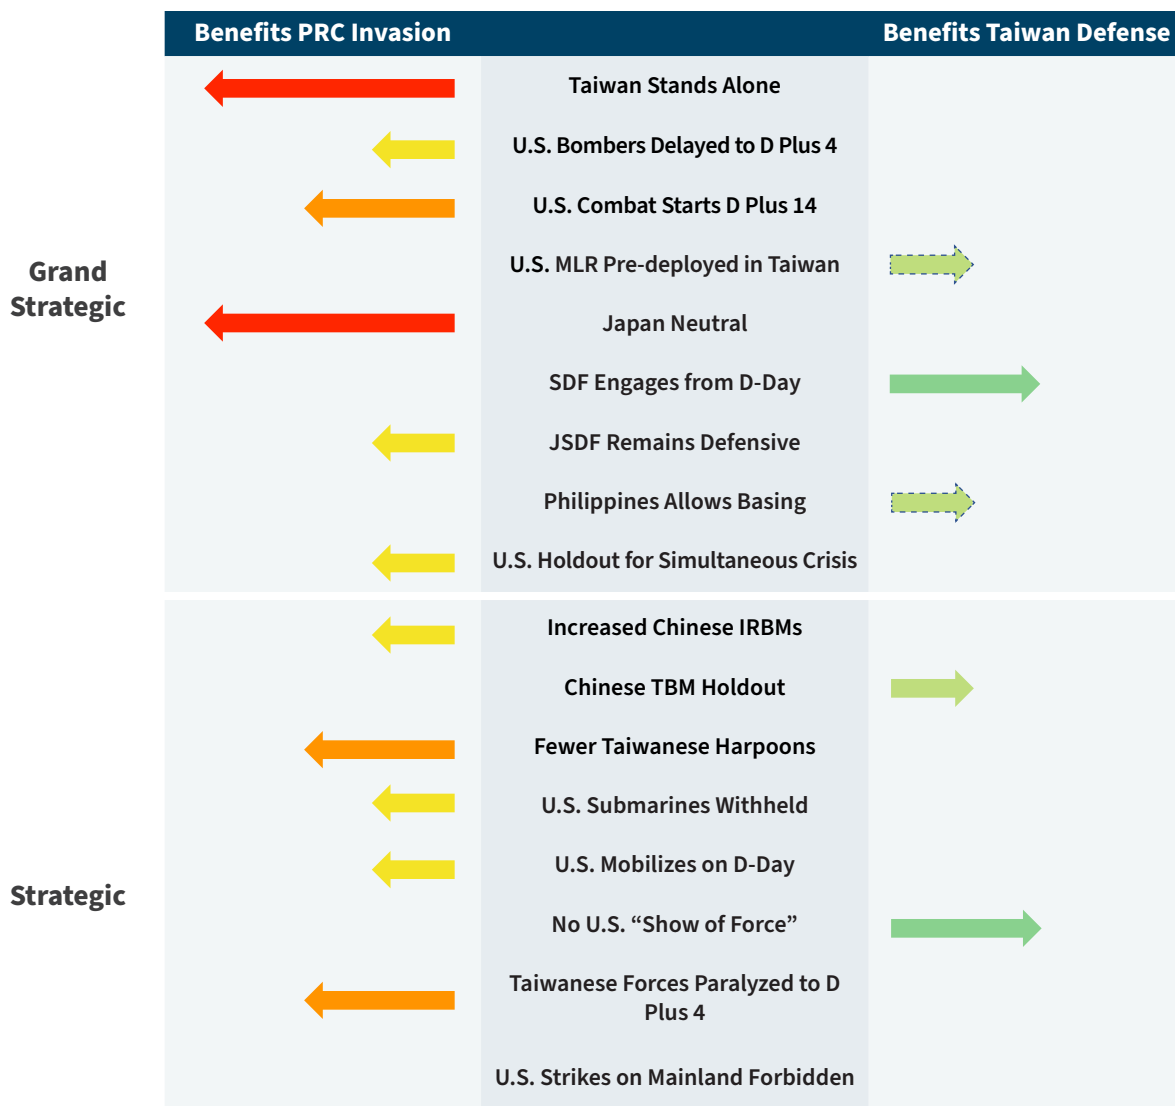 Benefits PRC Invasion
Benefits Taiwan Defense
Grand
Strategic
Taiwan Stands Alone
U.S. Bombers Delayed to D Plus 4
U.S. Combat Starts D Plus 14
U.S. MLR Pre-deployed in Taiwan
Japan Neutral
SDF Engages from D-Day
JSDF Remains Defensive
Philippines Allows Basing
U.S. Holdout for Simultaneous Crisis
Strategic
Increased Chinese IRBMs
Chinese TBM Holdout
Fewer Taiwanese Harpoons
U.S. Submarines Withheld
U.S. Mobilizes on D-Day
No U.S. “Show of Force”
Taiwanese Forces Paralyzed to D
Plus 4
U.S. Strikes on Mainland Forbidden